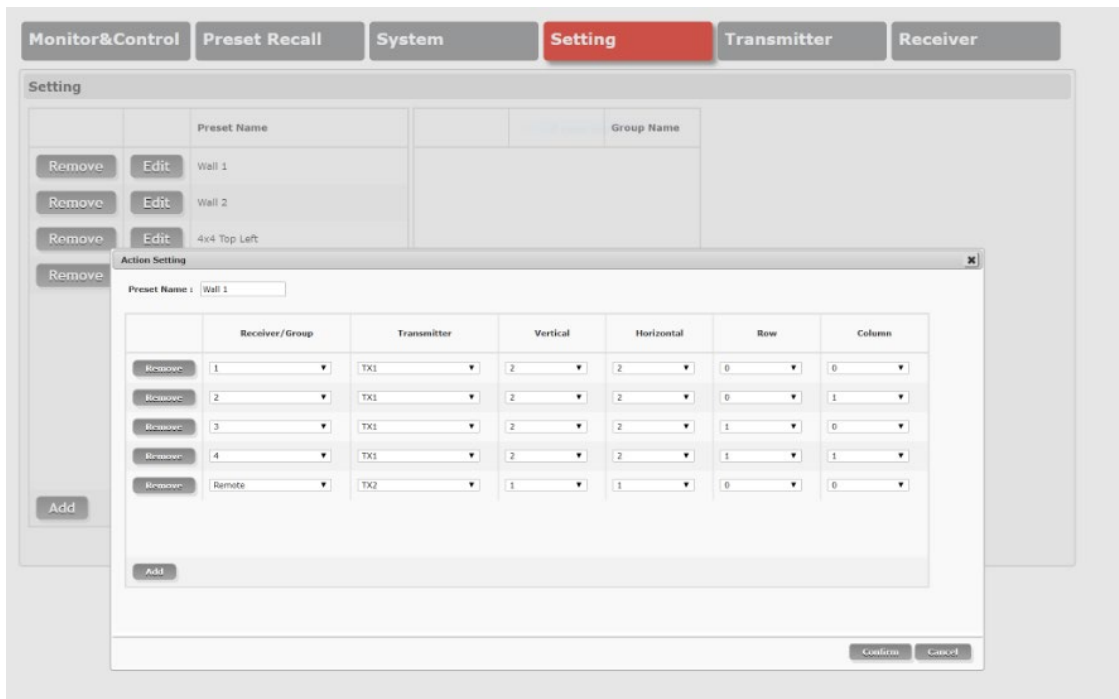 Monitor&Control Preset Recall System Setting Transmitter Receiver
Setting
Preset Name Group Name
Remove Edit Wall 1
Remove Edit Wall 2
Remove Edit 4x4 Top Left
Remove
Add
Action Setting x
Preset Name : Wall 1
Receiver/Group Transmitter Vertical Horizontal Row Column
Remove 1 TX1 2 2 0 0
Remove 2 TX1 2 2 0 1
Remove 3 TX1 2 2 1 0
Remove 4 TX1 2 2 1 1
Remove Remote TX2 1 1 0 0
Add
Confirm Cancel